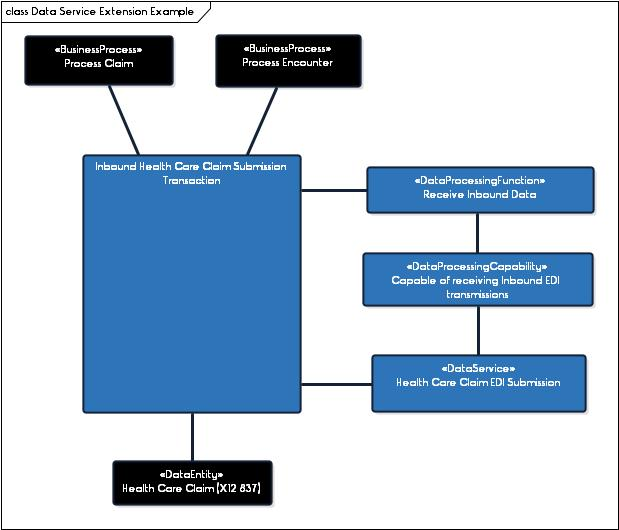 class Data Service Extension Example
«BusinessProcess»
Process Claim
«BusinessProcess»
Process Encounter
Inbound Health Care Claim Submission
Transaction
«DataProcessingFunction»
Receive Inbound Data
«DataProcessingCapability»
Capable of receiving Inbound EDI
transmissions
«DataService»
Health Care Claim EDI Submission
«DataEntity»
Health Care Claim (X12 837)